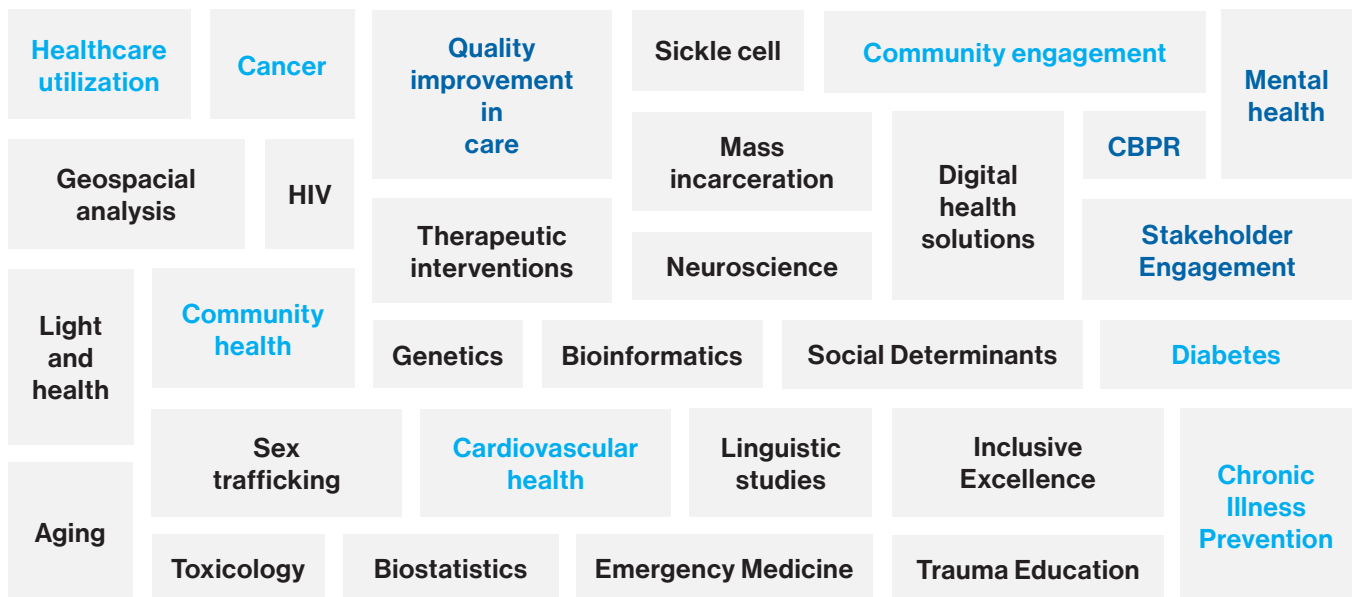 Healthcare
utilization
Cancer
Quality
improvement
in
care
Sickle cell
Community engagement
Mental
health
Geospacial
analysis
HIV
Mass
incarceration
Digital
health
solutions
CBPR
Therapeutic
interventions
Neuroscience
Stakeholder
Engagement
Light
and
health
Community
health
Genetics
Bioinformatics
Social Determinants
Diabetes
Sex
trafficking
Cardiovascular
health
Linguistic
studies
Inclusive
Excellence
Chronic
Illness
Prevention
Aging
Toxicology
Biostatistics
Emergency Medicine
Trauma Education